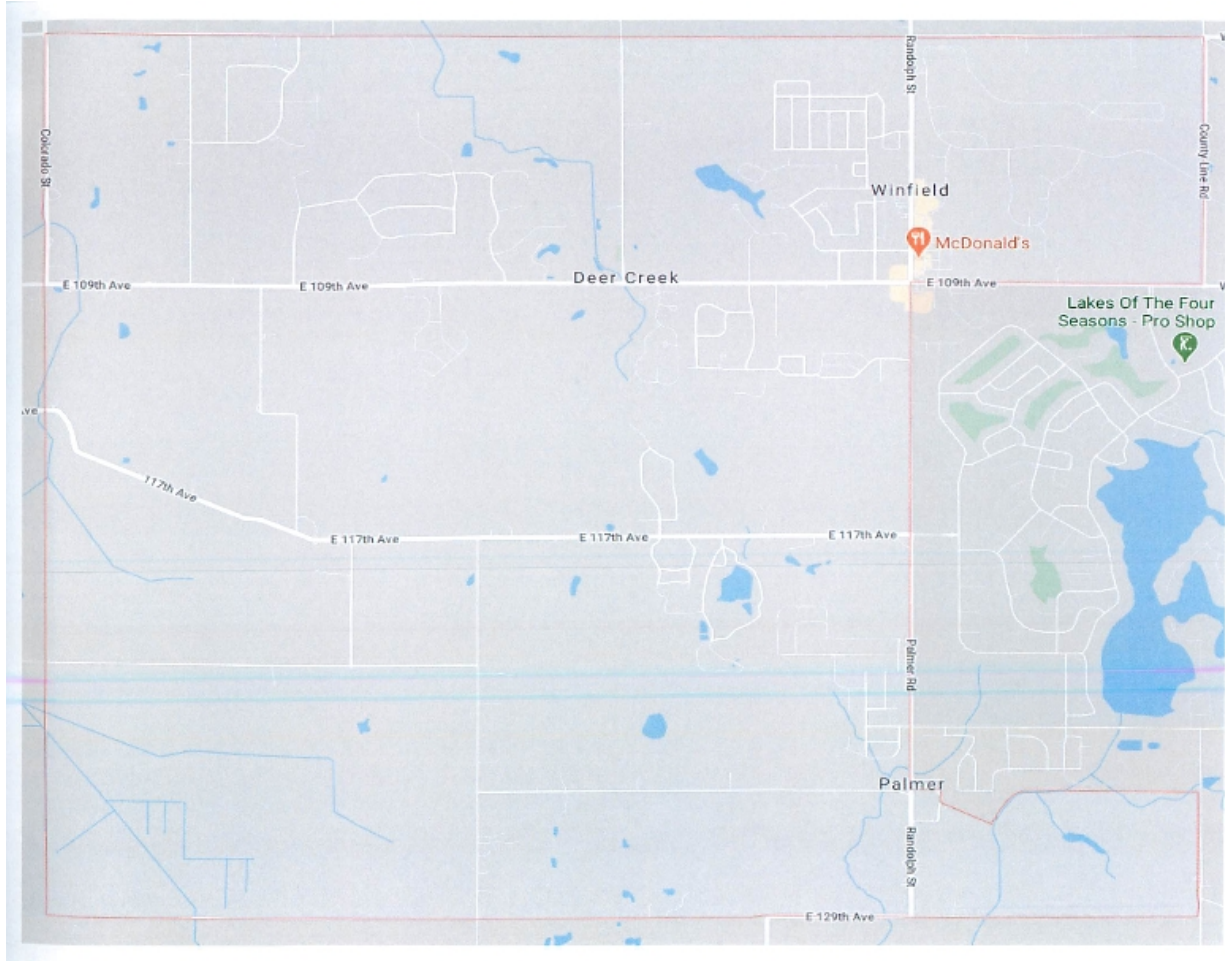 Randolph St
Colorado St
County Line Rd
Winfield
McDonald's
E 109th Ave
E 109th Ave
Deer Creek
E 109th Ave
Lakes Of The Four
Seasons - Pro Shop
117th Ave
E 117th Ave
E 117th Ave
E 117th Ave
Palmer Rd
Palmer
Randolph St
E 129th Ave